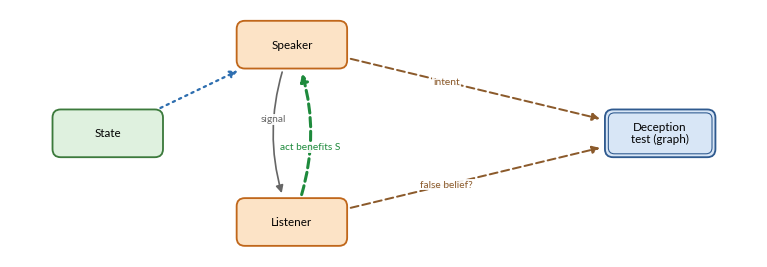 Speaker
intent
signal
State
Deception
test (graph)
act benefits S
false belief?
Listener